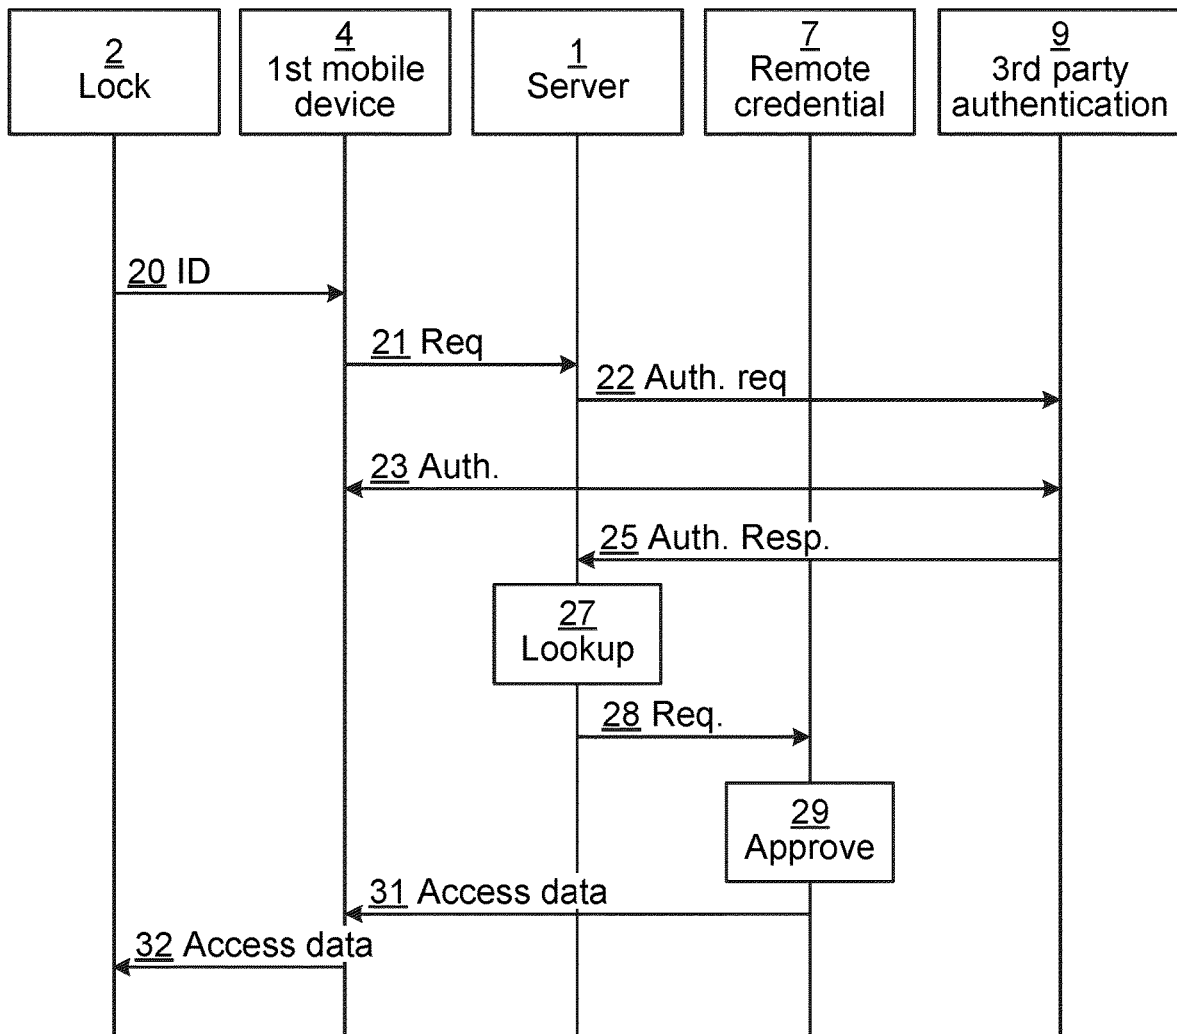 2
Lock
4
1st mobile
device
1
Server
7
Remote
credential
9
3rd party
authentication
20 ID
21 Req
22 Auth. req
23 Auth.
25 Auth. Resp.
27
Lookup
28 Req.
29
Approve
31 Access data
32 Access data